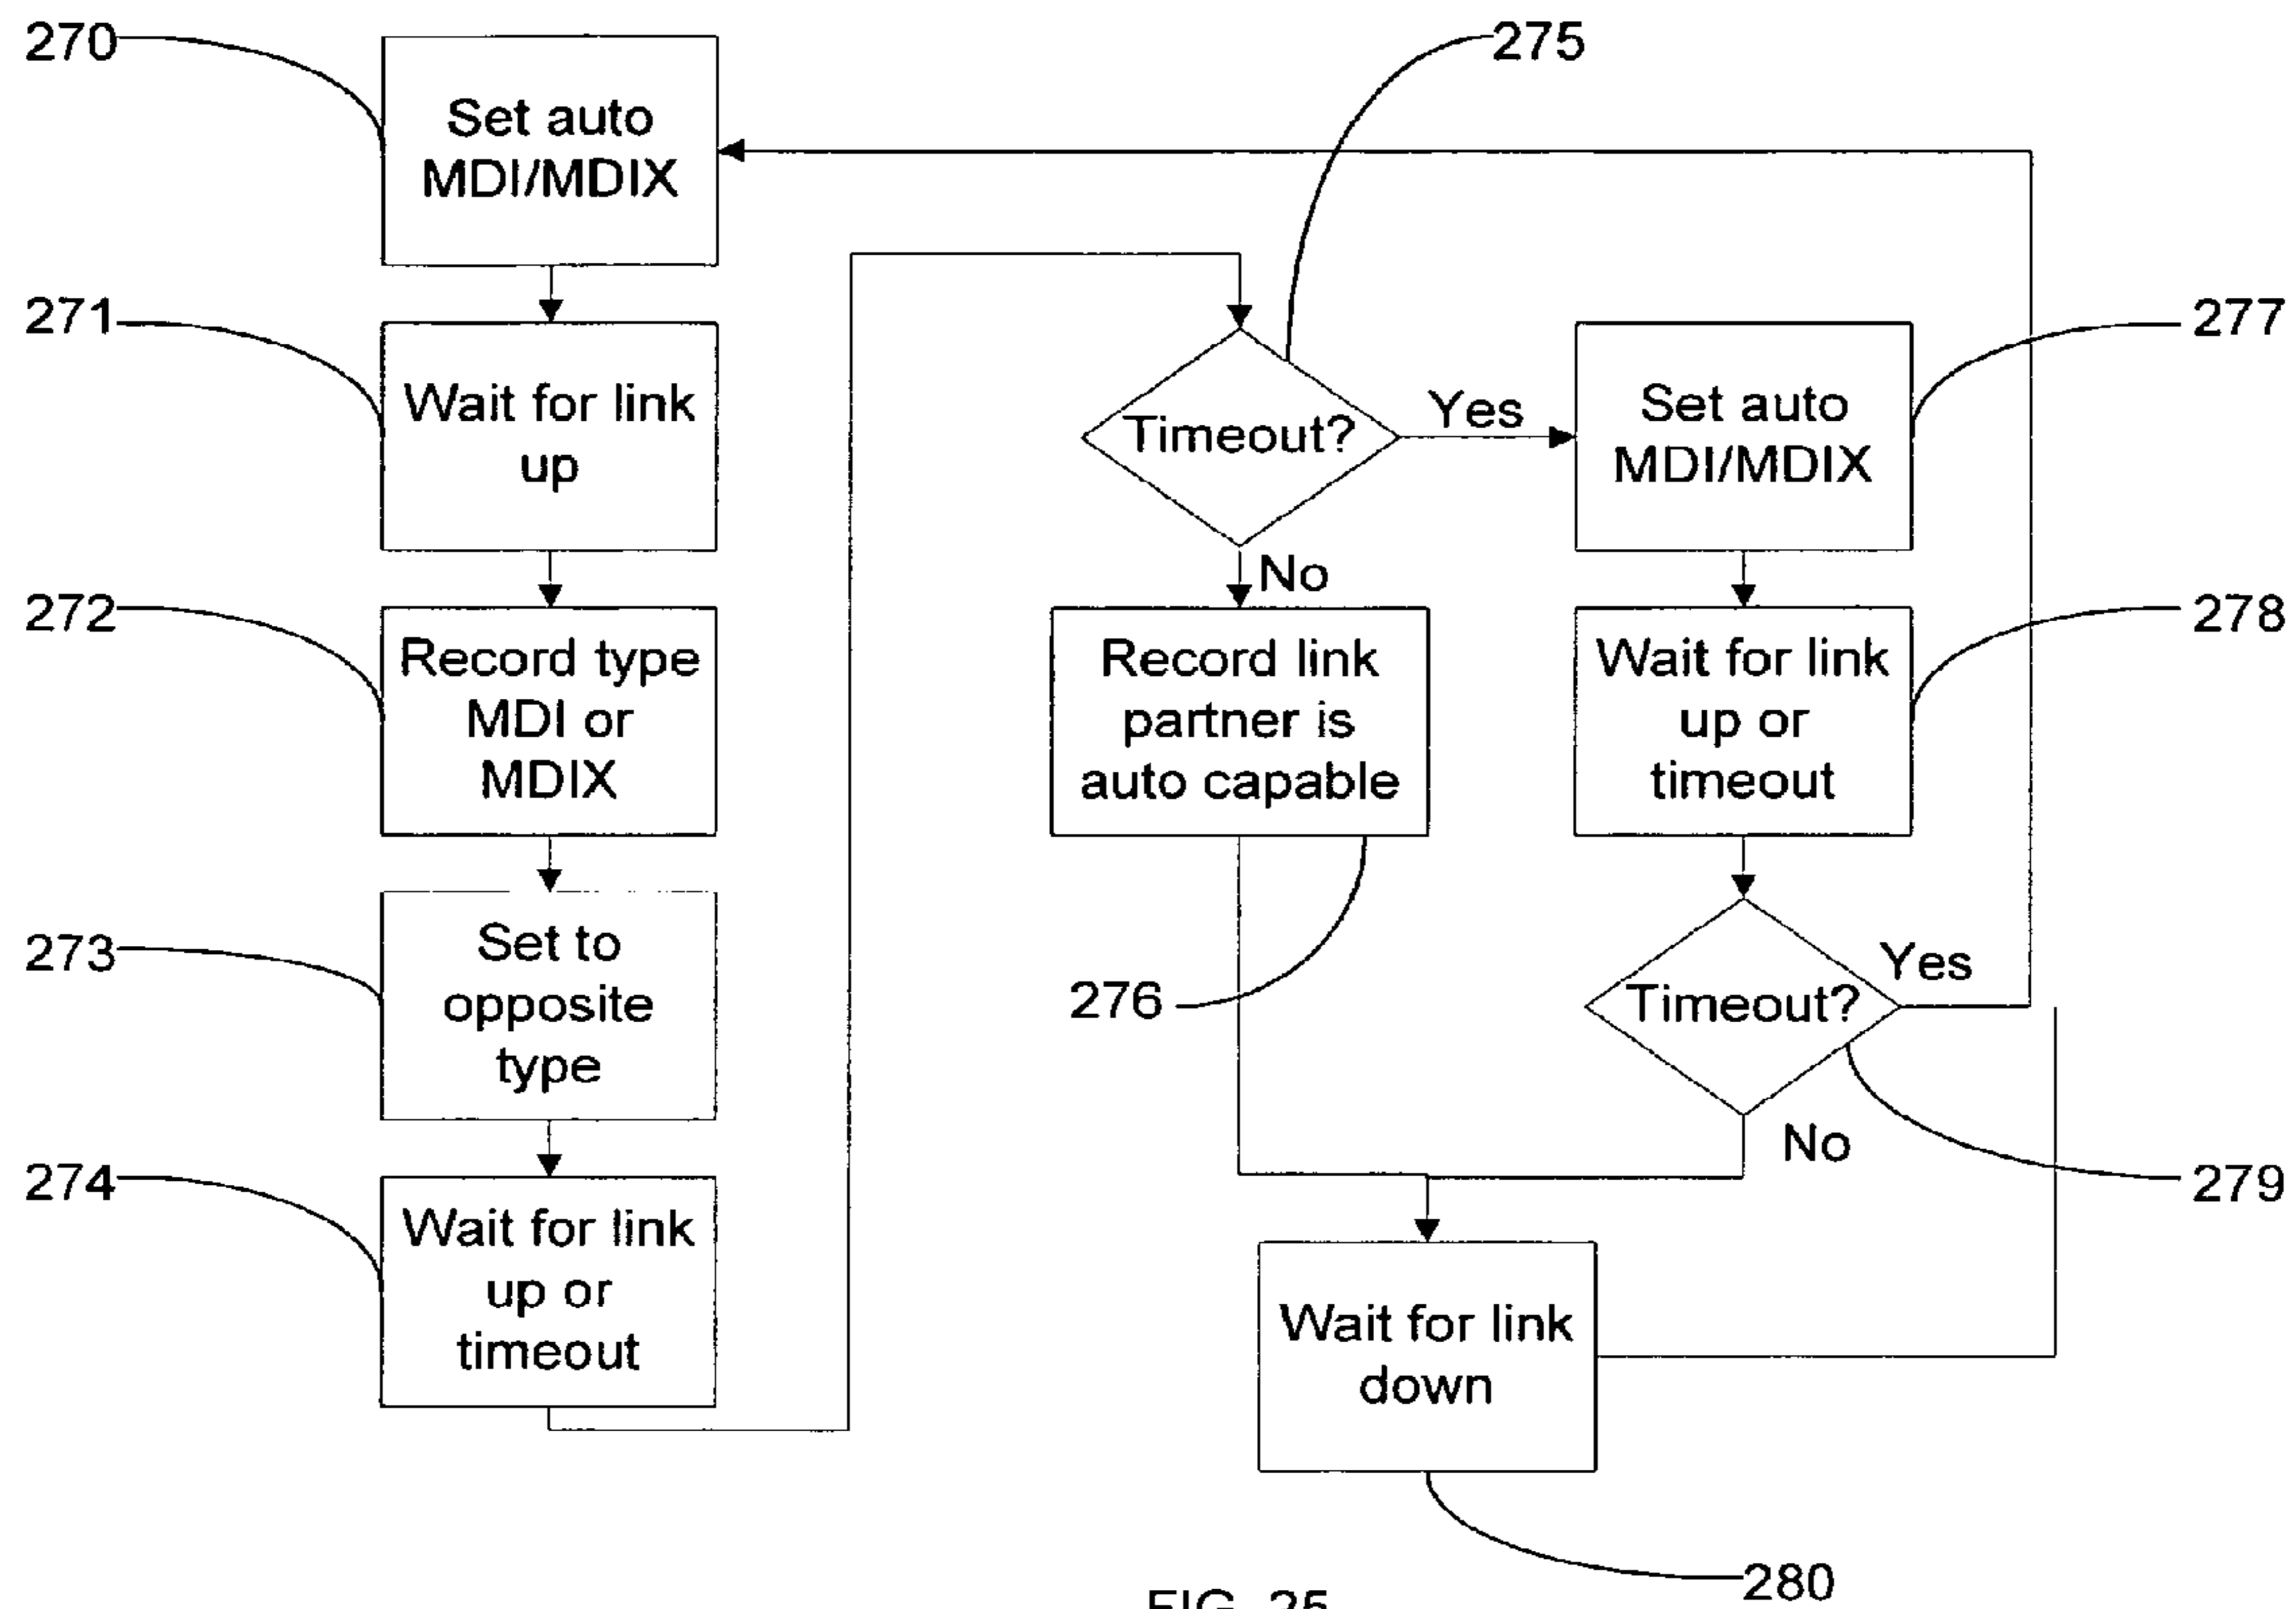 270
Set auto
MDI/MDIX
271
Wait for link
up
272
Record type
MDI or
MDIX
273
Set to
opposite
type
274
Wait for link
up or
timeout
275
Timeout?
Yes
No
276
Record link
partner is
auto capable
277
Set auto
MDI/MDIX
278
Wait for link
up or
timeout
Timeout?
Yes
No
279
Wait for link
down
280
FIG. 25